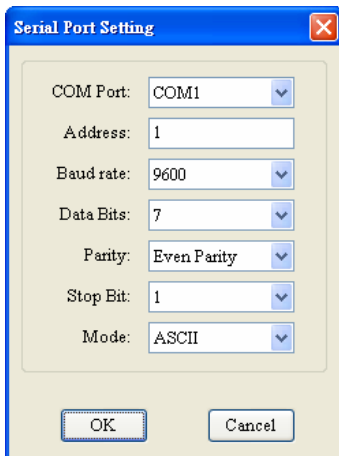 Serial Port Setting
COM Port: COM1
Address: 1
Baud rate: 9600
Data Bits: 7
Parity: Even Parity
Stop Bit: 1
Mode: ASCII
OK Cancel